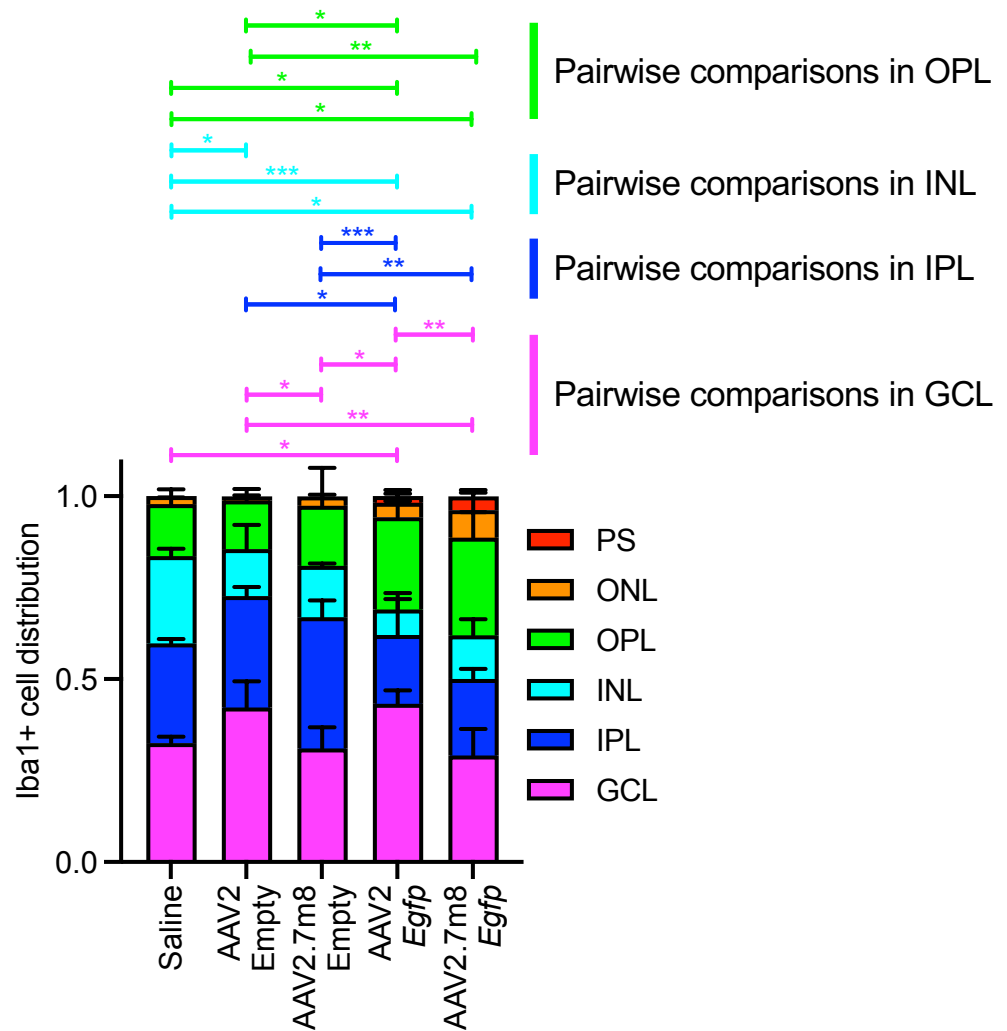 *
**
Pairwise comparisons in OPL
*
*
*
***
Pairwise comparisons in INL
*
***
**
Pairwise comparisons in IPL
*
**
*
*
Pairwise comparisons in GCL
**
*
1.0
0.5
0.0
Iba1+ cell distribution
PS
ONL
OPL
INL
IPL
GCL
Saline
AAV2
Empty
AAV2.7m8
Empty
AAV2
Egfp
AAV2.7m8
Egfp